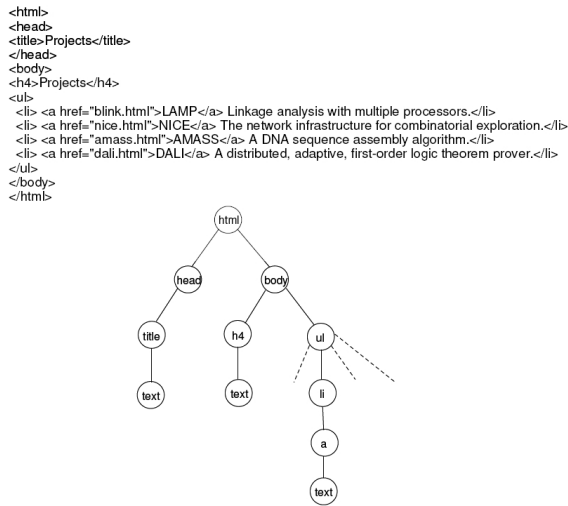 <html>
<head>
<title>Projects</title>
</head>
<body>
<h4>Projects</h4>
<ul>
<li> <a href="blink.html">LAMP</a> Linkage analysis with multiple processors.</li>
<li> <a href="nice.html">NICE</a> The network infrastructure for combinatorial exploration.</li>
<li> <a href="amass.html">AMASS</a> A DNA sequence assembly algorithm.</li>
<li> <a href="dali.html">DALI</a> A distributed, adaptive, first-order logic theorem prover.</li>
</ul>
</body>
</html>
html
head body
title h4 ul
text text li
a
text